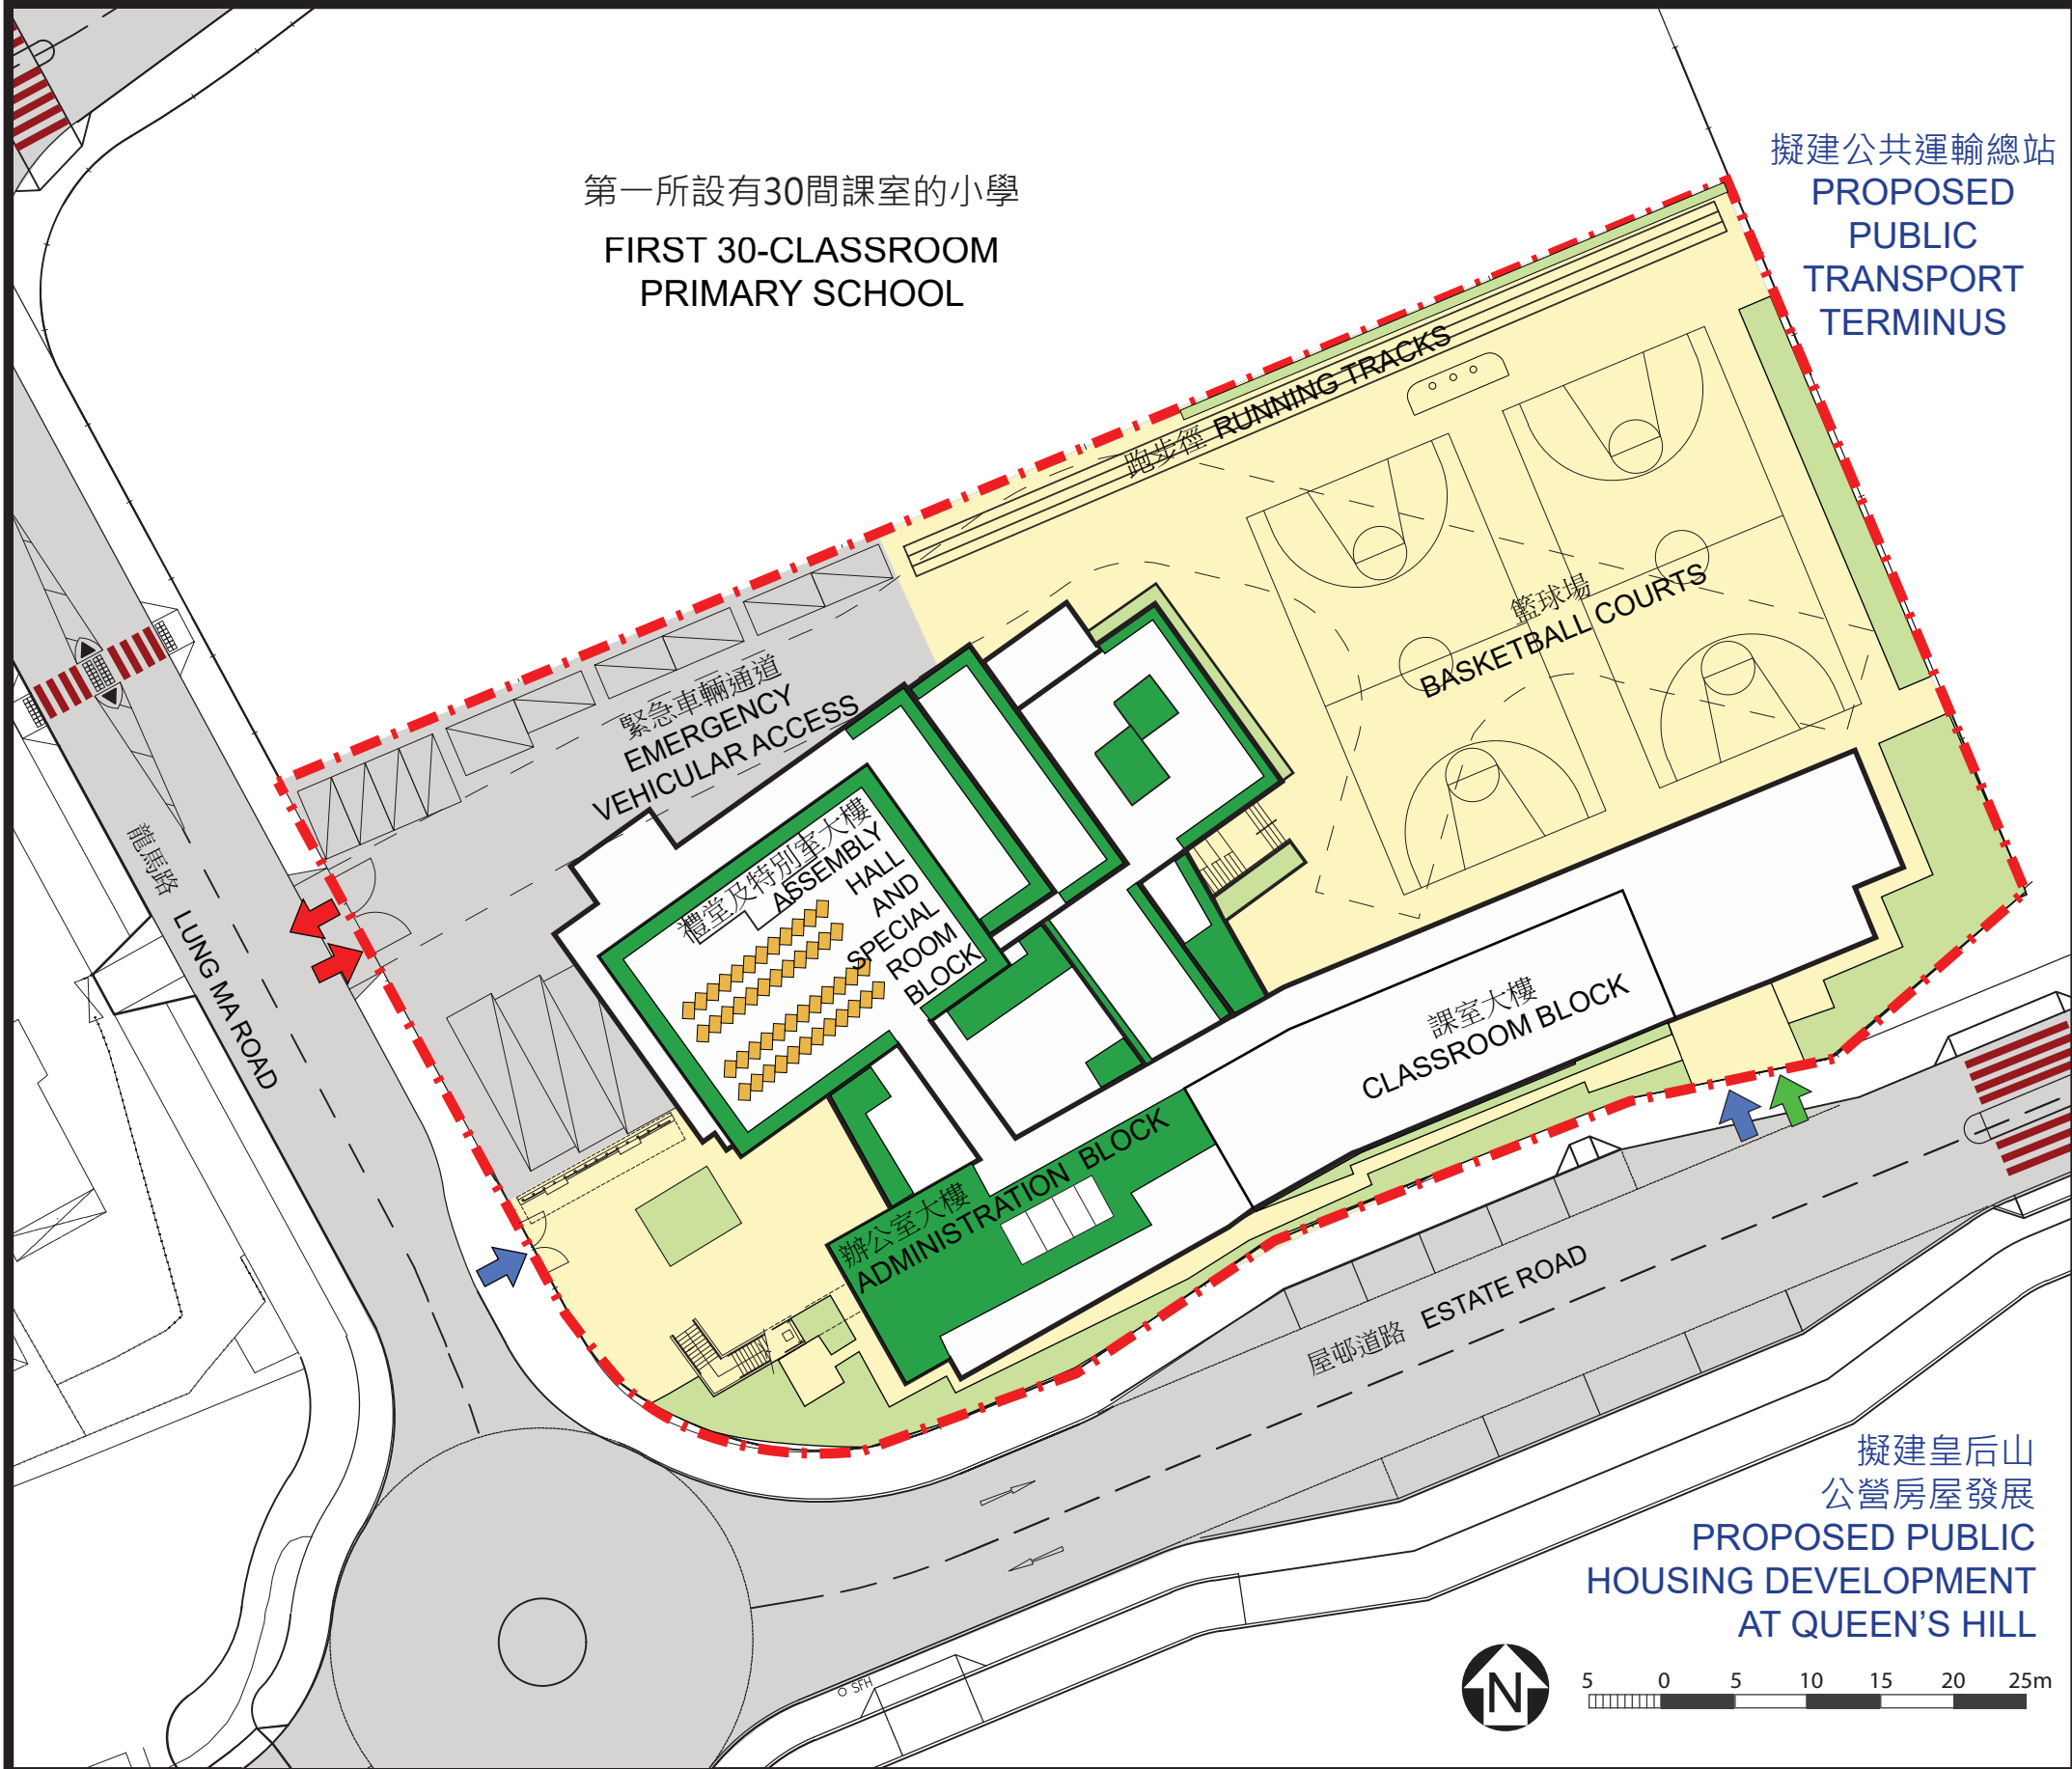 第一所設有30間課室的小學
FIRST 30-CLASSROOM
PRIMARY SCHOOL
擬建公共運輸總站
PROPOSED
PUBLIC
TRANSPORT
TERMINUS
跑步徑 RUNNING TRACKS
籃球場
BASKETBALL COURTS
緊急車輛通道
EMERGENCY
VEHICULAR ACCESS
禮堂及特別室大樓
ASSEMBLY
HALL
AND
SPECIAL
ROOM
BLOCK
龍馬路 LUNG MA ROAD
課室大樓
CLASSROOM BLOCK
辦公室大樓
ADMINISTRATION BLOCK
屋邨道路 ESTATE ROAD
擬建皇后山
公營房屋發展
PROPOSED PUBLIC
HOUSING DEVELOPMENT
AT QUEEN'S HILL
SFH
N
5 0 5 10 15 20 25m